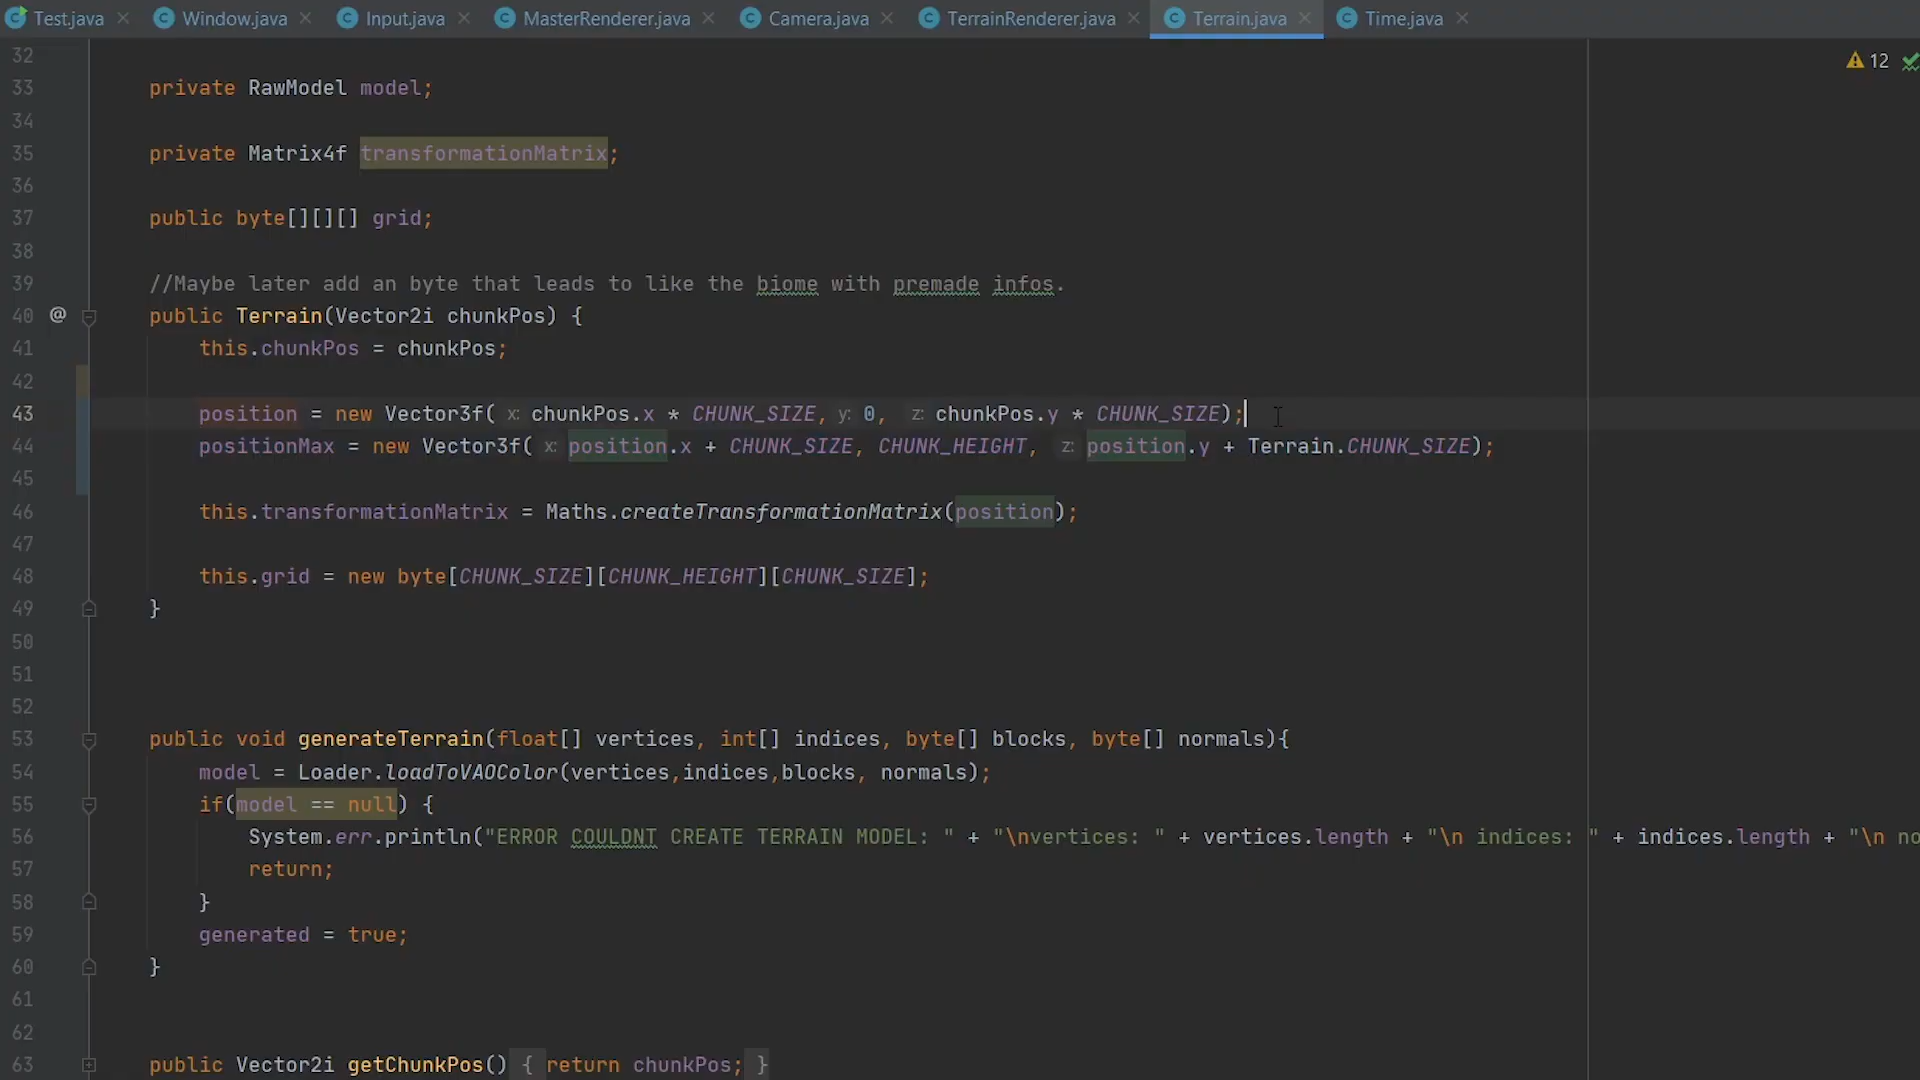 Test.java Window.java Input.java MasterRenderer.java Camera.java TerrainRenderer.java Terrain.java Time.java
32
12
33 private RawModel model;
34
35 private Matrix4f transformationMatrix;
36
37 public byte[][][] grid;
38
39 //Maybe later add an byte that leads to like the biome with premade infos.
40 @ public Terrain(Vector2i chunkPos) {
41 this.chunkPos = chunkPos;
42
43 position = new Vector3f( x: chunkPos.x * CHUNK_SIZE, y: 0, z: chunkPos.y * CHUNK_SIZE);
44 positionMax = new Vector3f( x: position.x + CHUNK_SIZE, CHUNK_HEIGHT, z: position.y + Terrain.CHUNK_SIZE);
45
46 this.transformationMatrix = Maths.createTransformationMatrix(position);
47
48 this.grid = new byte[CHUNK_SIZE][CHUNK_HEIGHT][CHUNK_SIZE];
49 }
50
51
52
53 public void generateTerrain(float[] vertices, int[] indices, byte[] blocks, byte[] normals){
54 model = Loader.loadToVAOColor(vertices,indices,blocks, normals);
55 if(model == null) {
56 System.err.println("ERROR COULDNT CREATE TERRAIN MODEL: " + "\nvertices: " + vertices.length + "\n indices: " + indices.length + "\n no
57 return;
58 }
59 generated = true;
60 }
61
62
63 public Vector2i getChunkPos() { return chunkPos; }